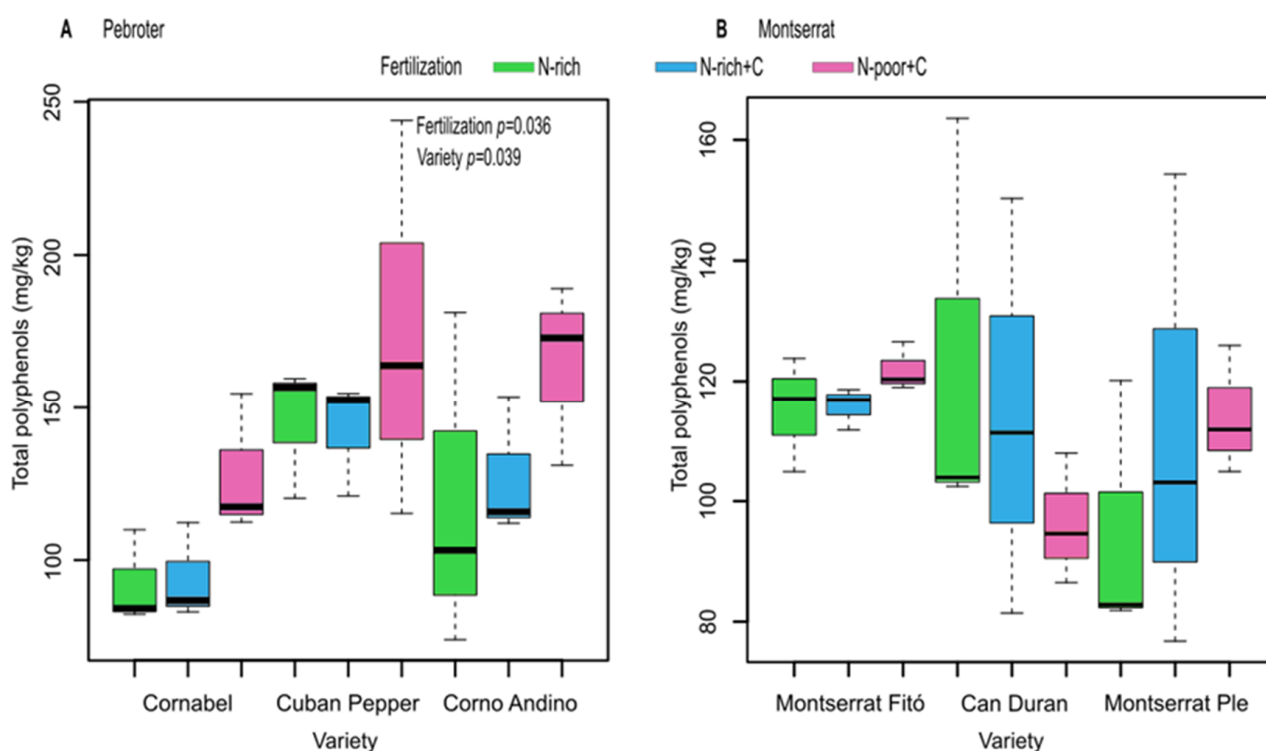 A Pebroter
B Montserrat
Fertilization N-rich N-rich+C N-poor+C
Total polyphenols (mg/kg)
250
200
150
100
Fertilization p=0.036
Variety p=0.039
Cornabel Cuban Pepper Corno Andino
Variety
Total polyphenols (mg/kg)
160
140
120
100
80
Montserrat Fitó Can Duran Montserrat Ple
Variety